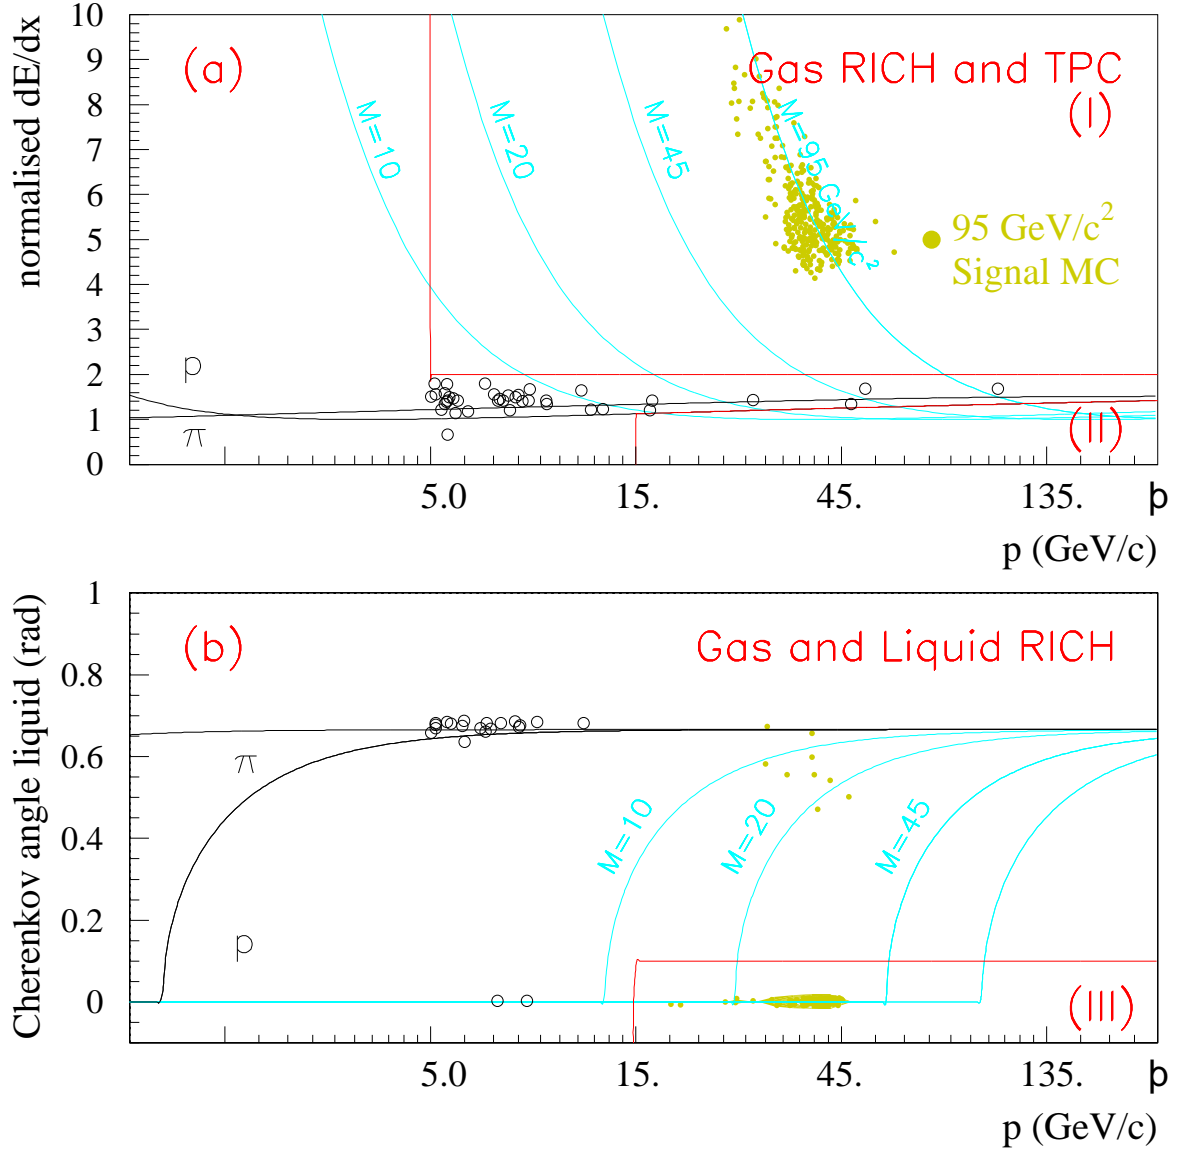 10
9
8
7
6
5
4
3
2
1
0
normalised dE/dx
(a)
Gas RICH and TPC
(I)
M=10
M=20
M=45
M=95 GeV/c²
95 GeV/c²
Signal MC
p
π
(II)
5.0
15.
45.
135.
p
p (GeV/c)
1
0.8
0.6
0.4
0.2
0
Cherenkov angle liquid (rad)
(b)
Gas and Liquid RICH
π
M=10
M=20
M=45
p
(III)
5.0
15.
45.
135.
p
p (GeV/c)